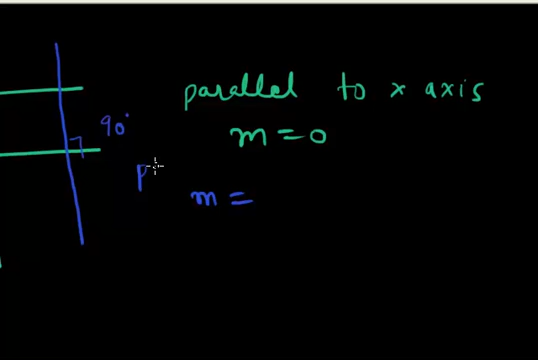 parallel to x axis
m = 0
90°
p
m =